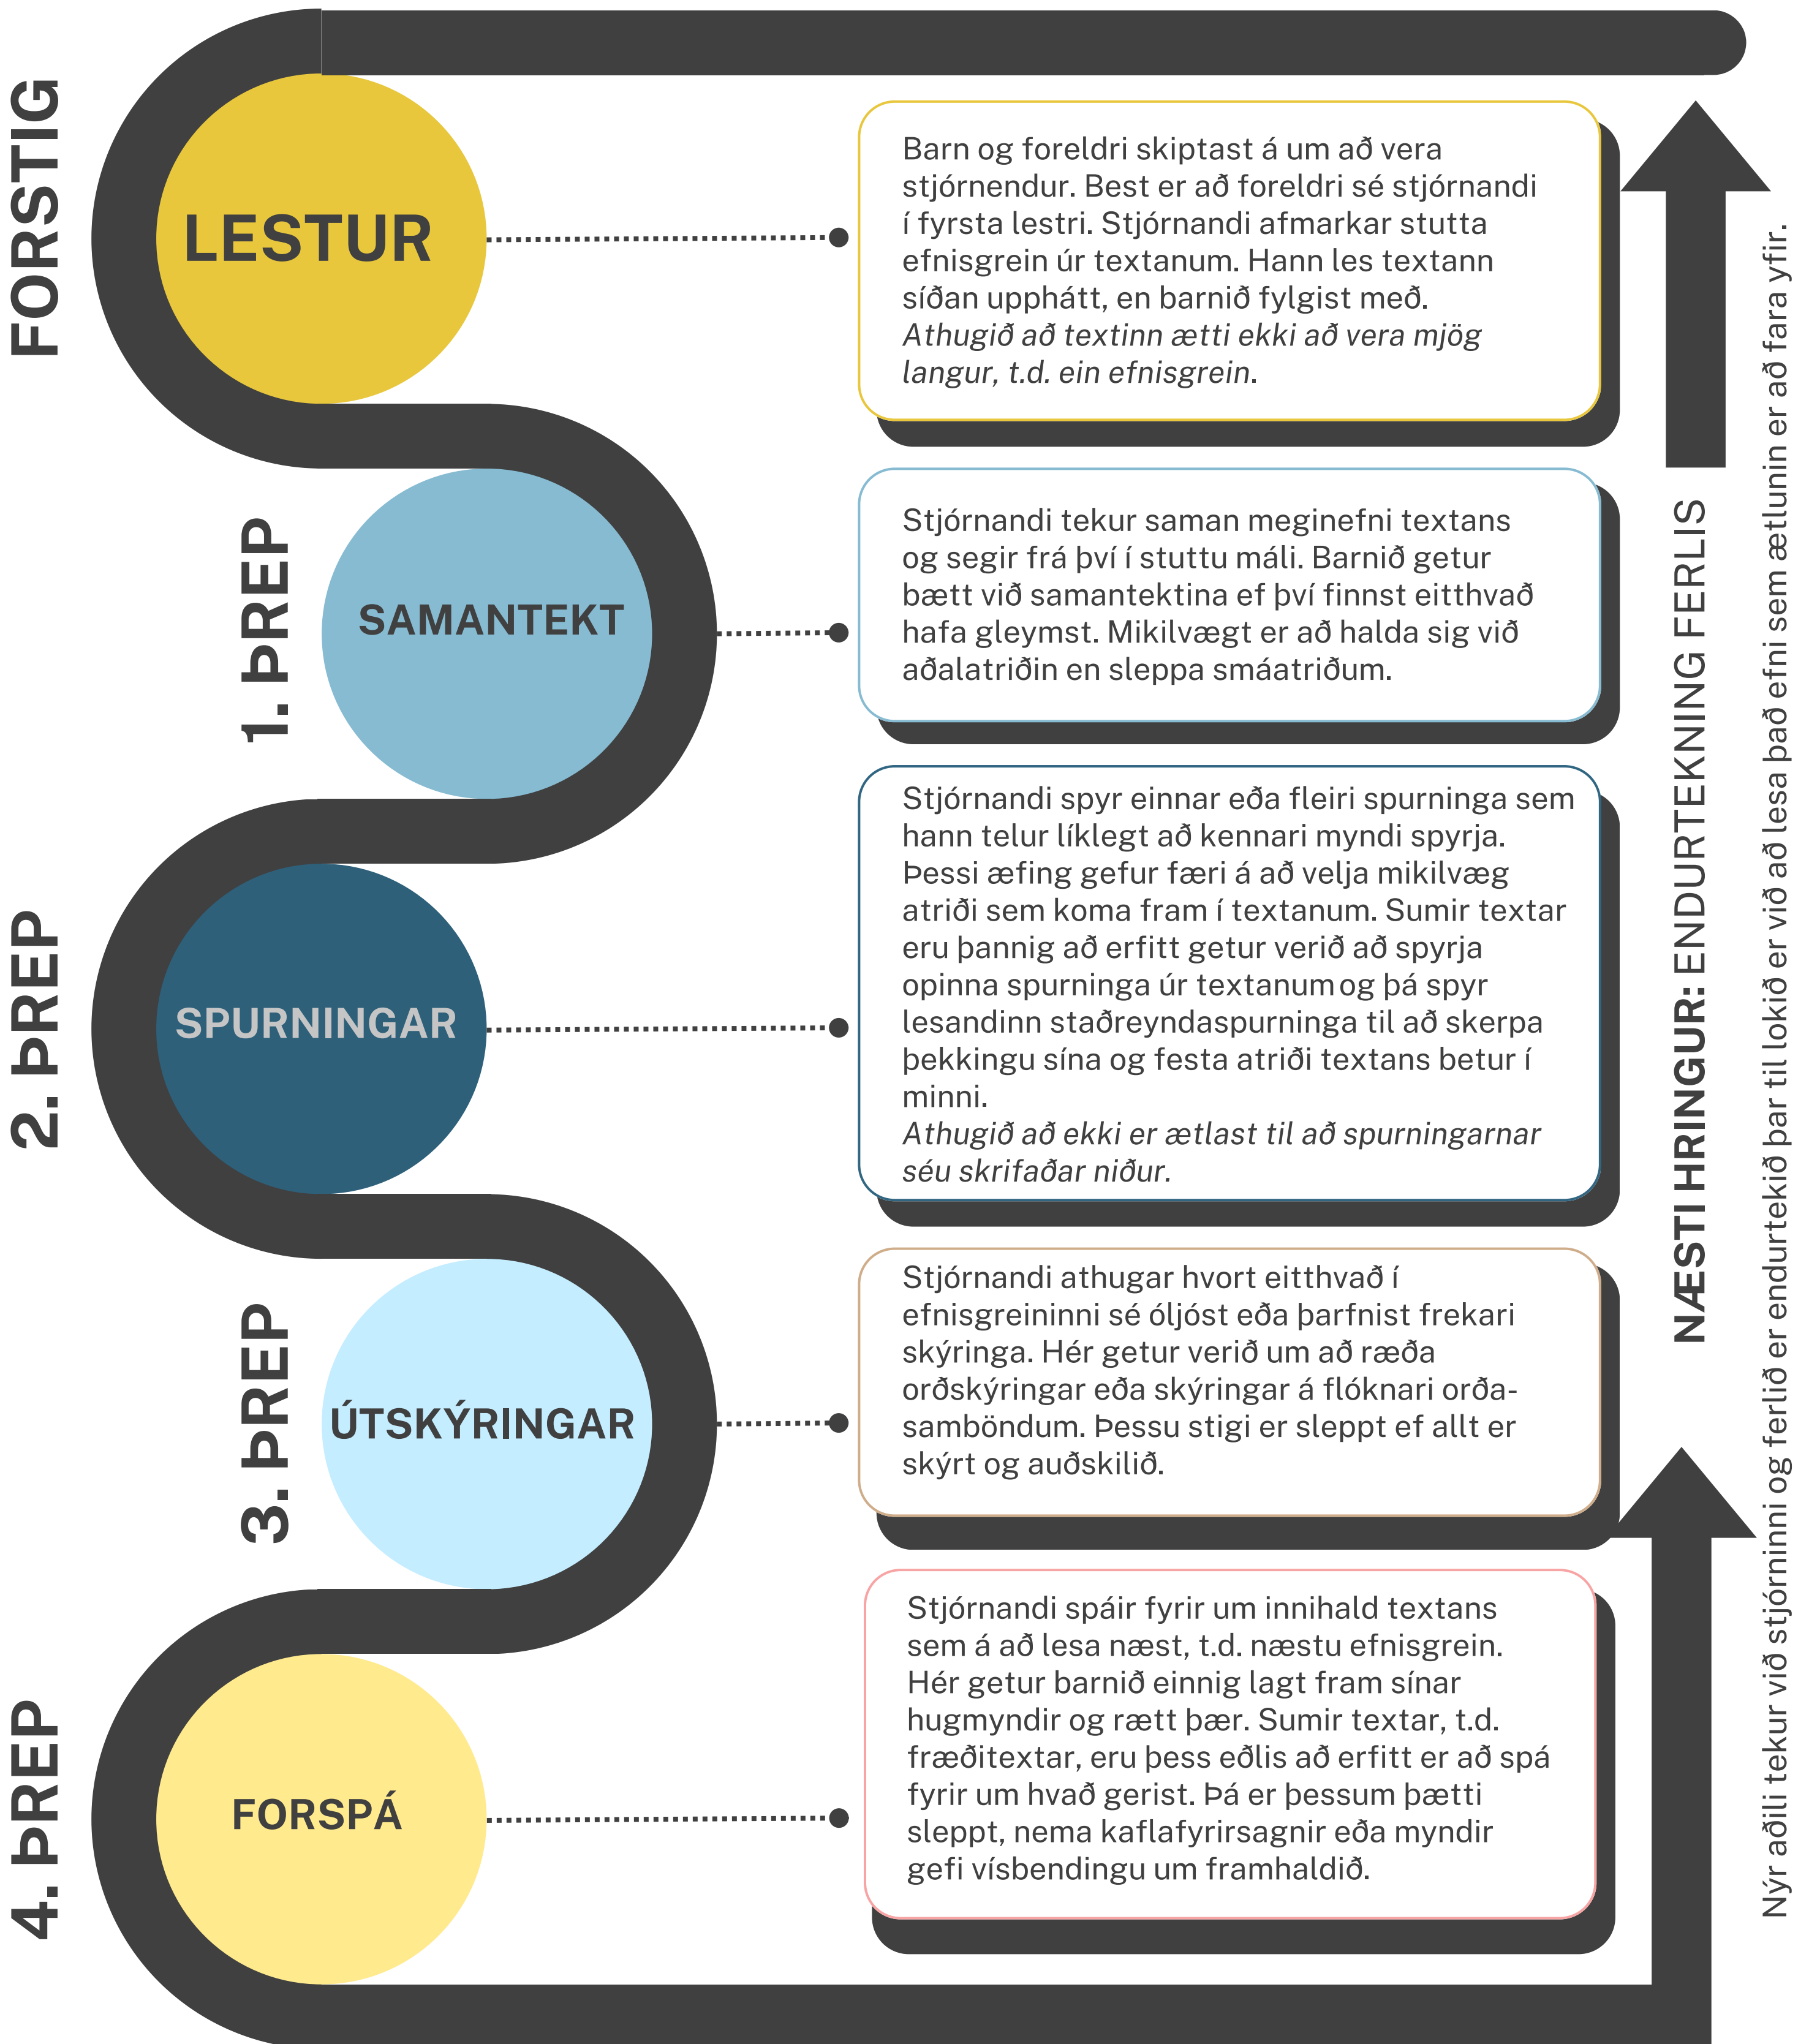 FORSTIG
LESTUR
Barn og foreldri skiptast á um að vera
stjórnendur. Best er að foreldri sé stjórnandi
í fyrsta lestri. Stjórnandi afmarkar stutta
efnisgrein úr textanum. Hann les textann
síðan upphátt, en barnið fylgist með.
Athugið að textinn ætti ekki að vera mjög
langur, t.d. ein efnisgrein.
1. ÞREP
SAMANTEKT
Stjórnandi tekur saman meginefni textans
og segir frá því í stuttu máli. Barnið getur
bætt við samantektina ef því finnst eitthvað
hafa gleymst. Mikilvægt er að halda sig við
aðalatriðin en sleppa smáatriðum.
2. ÞREP
SPURNINGAR
Stjórnandi spyr einnar eða fleiri spurninga sem
hann telur líklegt að kennari myndi spyrja.
Þessi æfing gefur færi á að velja mikilvæg
atriði sem koma fram í textanum. Sumir textar
eru þannig að erfitt getur verið að spyrja
opinna spurninga úr textanum og þá spyr
lesandinn staðreyndaspurninga til að skerpa
þekkingu sína og festa atriði textans betur í
minni.
Athugið að ekki er ætlast til að spurningarnar
séu skrifaðar niður.
3. ÞREP
ÚTSKÝRINGAR
Stjórnandi athugar hvort eitthvað í
efnisgreininni sé óljóst eða þarfnist frekari
skýringa. Hér getur verið um að ræða
orðskýringar eða skýringar á flóknari orða-
samböndum. Þessu stigi er sleppt ef allt er
skýrt og auðskilið.
4. ÞREP
FORSPÁ
Stjórnandi spáir fyrir um innihald textans
sem á að lesa næst, t.d. næstu efnisgrein.
Hér getur barnið einnig lagt fram sínar
hugmyndir og rætt þær. Sumir textar, t.d.
fræðitextar, eru þess eðlis að erfitt er að spá
fyrir um hvað gerist. Þá er þessum þætti
sleppt, nema kaflafyrirsagnir eða myndir
gefi vísbendingu um framhaldið.
NÆSTI HRINGUR: ENDURTEKNING FERLIS
Nýr aðili tekur við stjórninni og ferlið er endurtekið þar til lokið er við að lesa það efni sem ætlunin er að fara yfir.